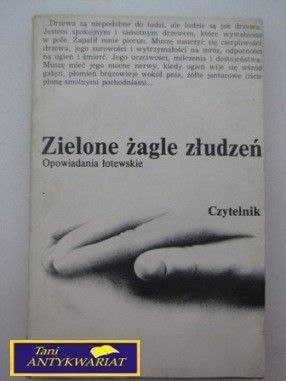 ...Drzewa są niepodobne do ludzi, ale ludzie są jak drzewa.
Jestem spokojnym i samotnym drzewem, które wywabiono
w pole. Zapalił mnie piorun. Muszę nauczyć się cierpliwości
drzewa, jego surowości i wytrzymałości na mróz, odporności
na ogień i śmierć. Jego uczciwości, milczenia i dostojeństwa.
Muszę mieć jego mocne nerwy, kiedy ogień wije się wśród
gałęzi, płomień brązowieje wokół pnia, żółte jantarowe liście
płoną smolnymi pochodniami...
Zielone żagle złudzeń
Opowiadania łotewskie
Czytelnik
Tani
ANTYKWARIAT